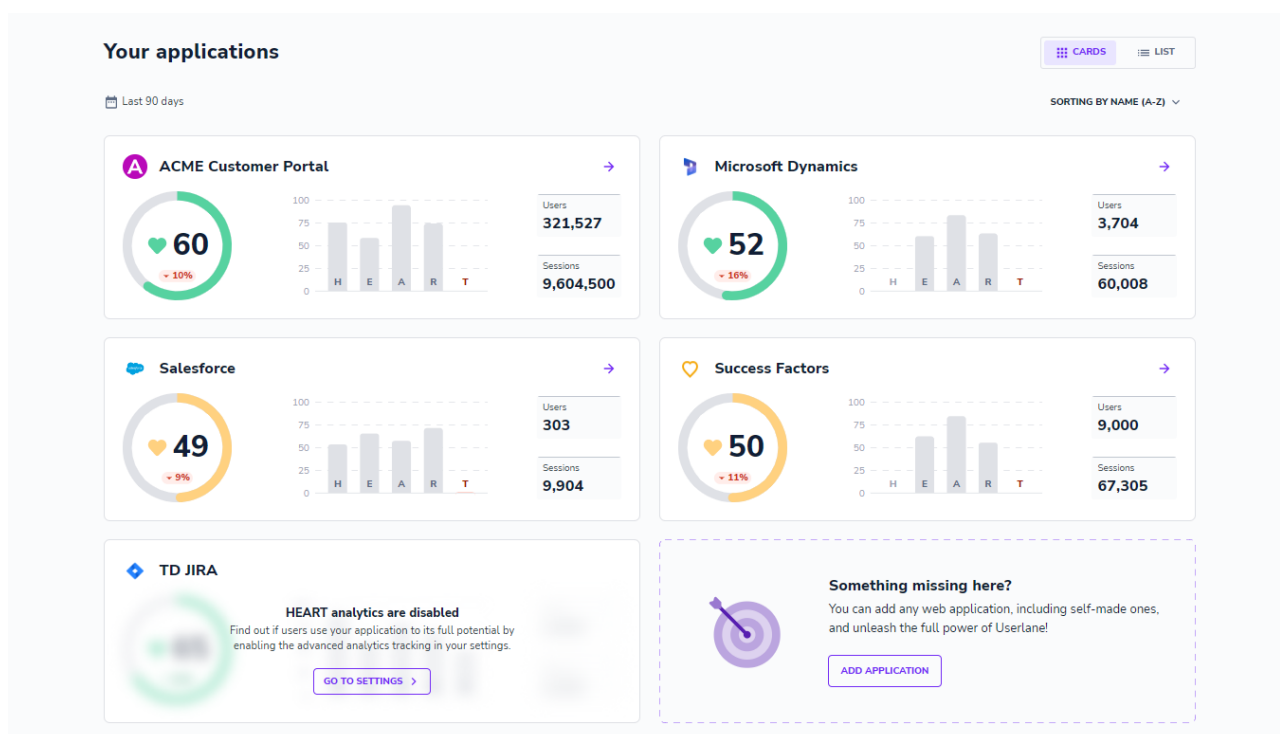 Your applications
CARDS
LIST
Last 90 days
SORTING BY NAME (A-Z)
ACME Customer Portal
60
10%
100
75
50
25
0
H E A R T
Users
321,527
Sessions
9,604,500
Microsoft Dynamics
52
16%
100
75
50
25
0
H E A R T
Users
3,704
Sessions
60,008
Salesforce
49
9%
100
75
50
25
0
H E A R T
Users
303
Sessions
9,904
Success Factors
50
11%
100
75
50
25
0
H E A R T
Users
9,000
Sessions
67,305
TD JIRA
HEART analytics are disabled
Find out if users use your application to its full potential by
enabling the advanced analytics tracking in your settings.
GO TO SETTINGS
Something missing here?
You can add any web application, including self-made ones,
and unleash the full power of Userlane!
ADD APPLICATION